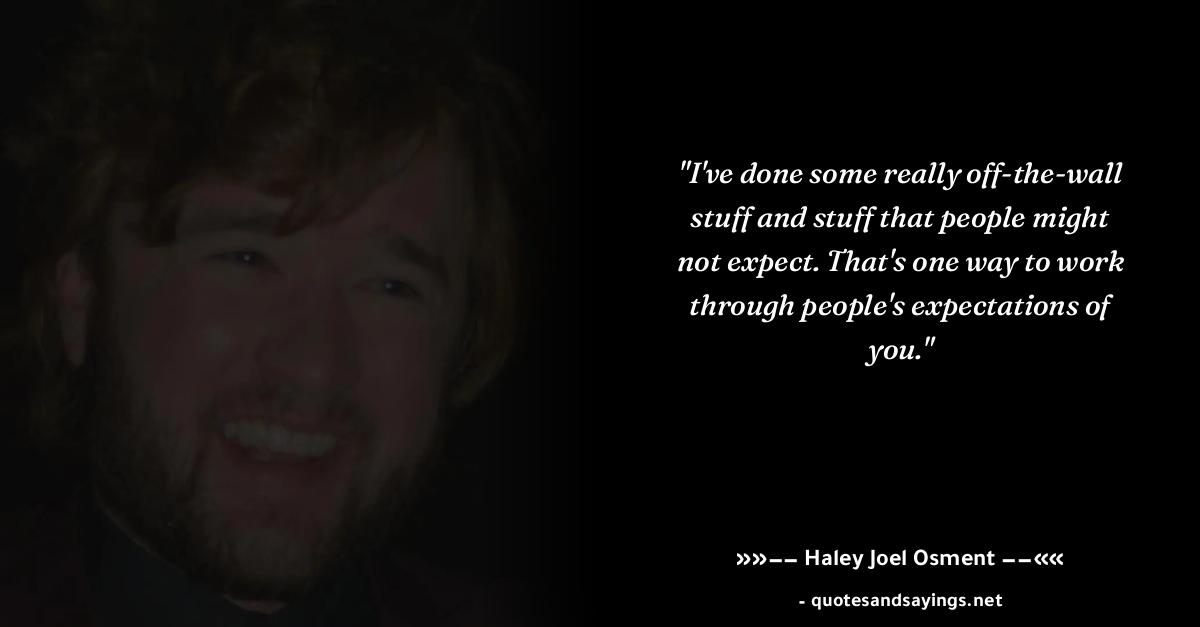 "I've done some really off-the-wall
stuff and stuff that people might
not expect. That's one way to work
through people's expectations of
you."
»»-- Haley Joel Osment --««
- quotesandsayings.net